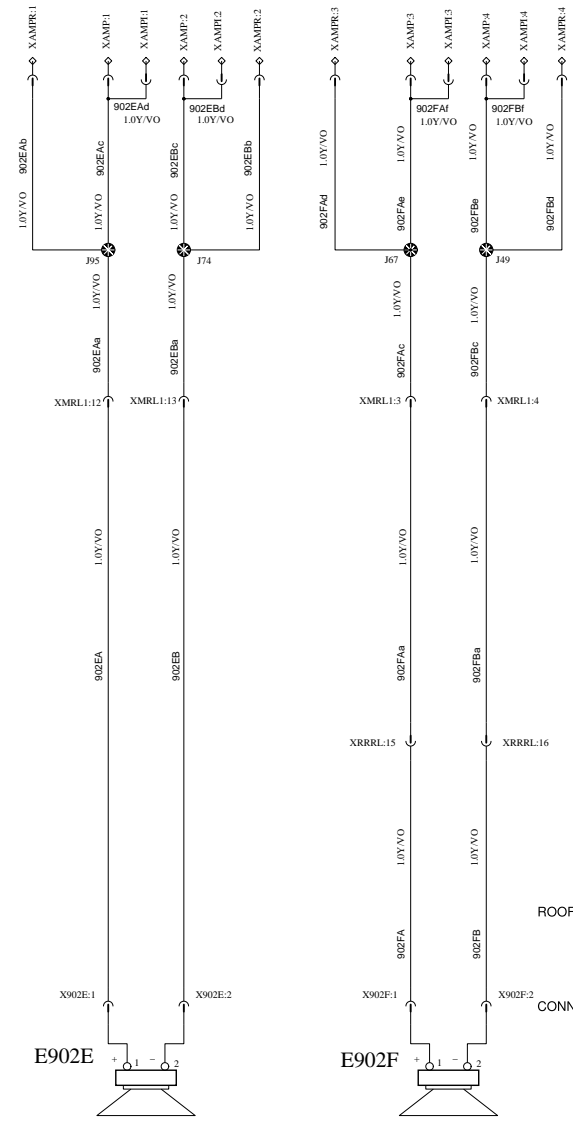 XAMPR:1
XAMP:1
XAMPI:1
XAMP:2
XAMPI:2
XAMPR:2
XAMPR:3
XAMP:3
XAMPI:3
XAMP:4
XAMPI:4
XAMPR:4
902EAd
1.0Y/VO
902EBd
1.0Y/VO
902FAf
1.0Y/VO
902FBf
1.0Y/VO
902EAb
902EAc
902EBc
902EBb
1.0Y/VO
1.0Y/VO
1.0Y/VO
1.0Y/VO
1.0Y/VO
1.0Y/VO
1.0Y/VO
1.0Y/VO
902FAd
902FAe
902FBe
902FBd
J95
J74
J67
J49
1.0Y/VO
1.0Y/VO
1.0Y/VO
1.0Y/VO
902EAa
902EBa
902FAc
902FBc
XMRL1:12
XMRL1:13
XMRL1:3
XMRL1:4
1.0Y/VO
1.0Y/VO
1.0Y/VO
1.0Y/VO
902EA
902EB
902FAa
902FBa
XRRRL:15
XRRRL:16
1.0Y/VO
1.0Y/VO
ROOF
902FA
902FB
X902E:1
X902E:2
X902F:1
X902F:2
CONN
E902E
+ 1 − 2
E902F
+ 1 − 2